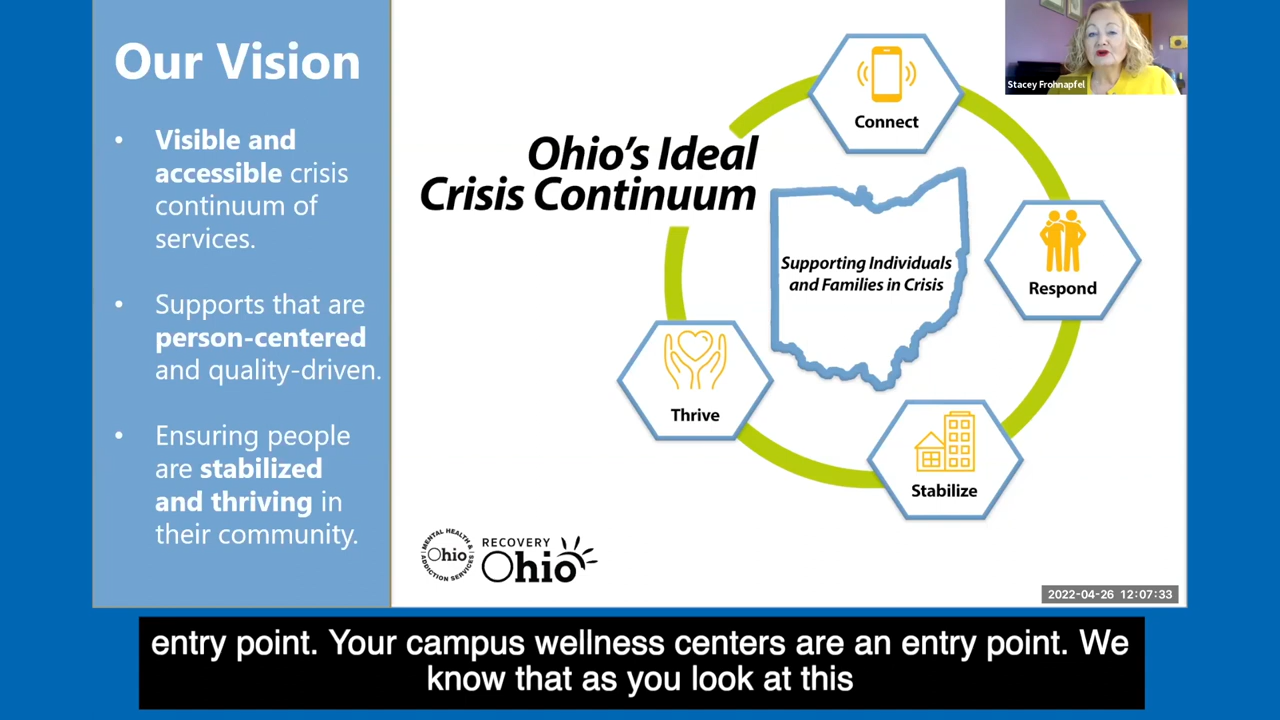 Our Vision
• Visible and
accessible crisis
continuum of
services.
• Supports that are
person-centered
and quality-driven.
• Ensuring people
are stabilized
and thriving in
their community.
Ohio's Ideal
Crisis Continuum
Connect
Respond
Stabilize
Thrive
Supporting Individuals
and Families in Crisis
MENTAL HEALTH &
ADDICTION SERVICES
Ohio
RECOVERY
Ohio
Stacey Frohnapfel
2022-04-26 12:07:33
entry point. Your campus wellness centers are an entry point. We
know that as you look at this